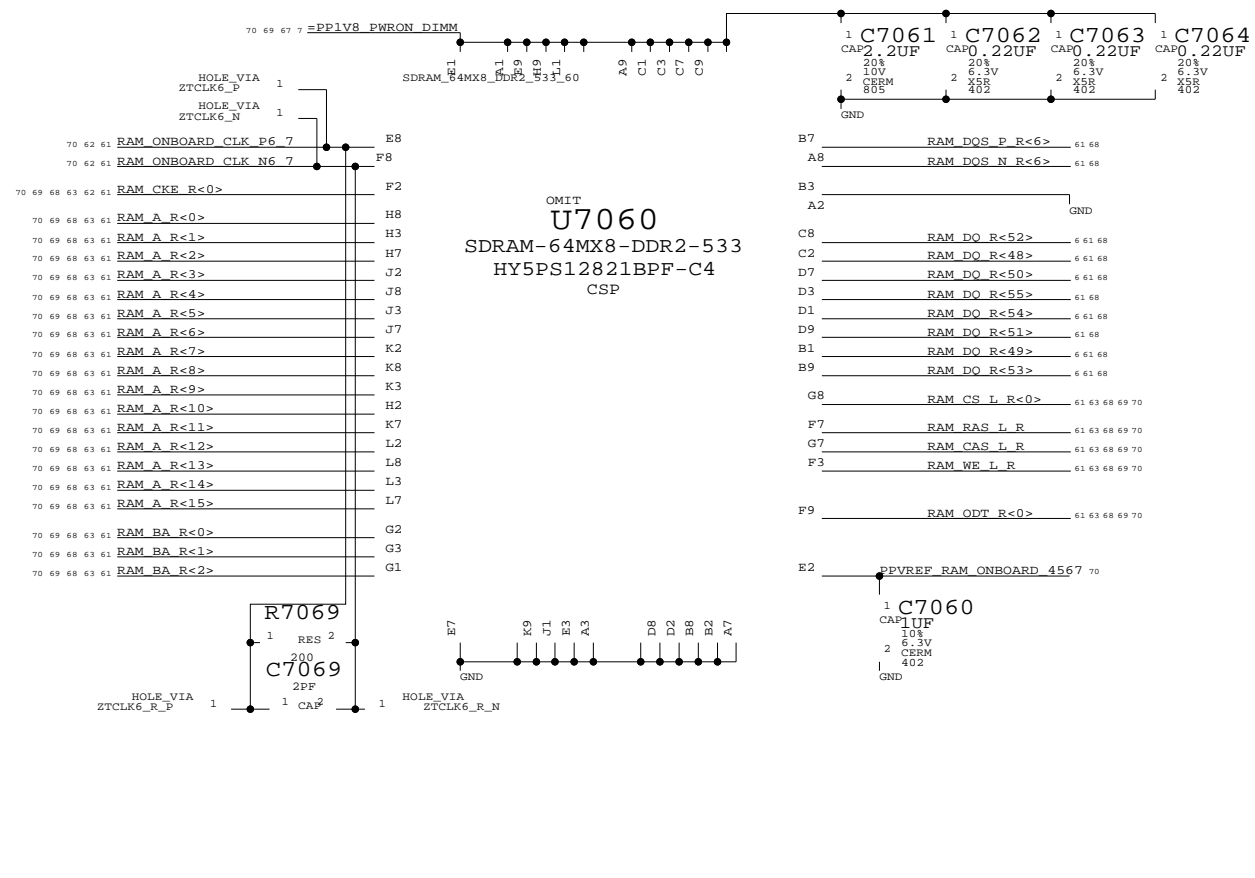 70 69 67 7 =PP1V8_PWRON_DIMM
E1 A1 E9 H9 L1 A9 C1 C3 C7 C9
SDRAM_64MX8_DDR2_533_60
1 C7061
CAP 2.2UF
20%
10V
2 CERM
805
GND
1 C7062
CAP 0.22UF
20%
6.3V
2 X5R
402
1 C7063
CAP 0.22UF
20%
6.3V
2 X5R
402
1 C7064
CAP 0.22UF
20%
6.3V
2 X5R
402
HOLE_VIA
ZTCLK6_P 1
HOLE_VIA
ZTCLK6_N 1
70 62 61 RAM_ONBOARD_CLK_P6_7 E8
70 62 61 RAM_ONBOARD_CLK_N6_7 F8
70 69 68 63 62 61 RAM_CKE_R<0> F2
70 69 68 63 61 RAM_A_R<0> H8
70 69 68 63 61 RAM_A_R<1> H3
70 69 68 63 61 RAM_A_R<2> H7
70 69 68 63 61 RAM_A_R<3> J2
70 69 68 63 61 RAM_A_R<4> J8
70 69 68 63 61 RAM_A_R<5> J3
70 69 68 63 61 RAM_A_R<6> J7
70 69 68 63 61 RAM_A_R<7> K2
70 69 68 63 61 RAM_A_R<8> K8
70 69 68 63 61 RAM_A_R<9> K3
70 69 68 63 61 RAM_A_R<10> H2
70 69 68 63 61 RAM_A_R<11> K7
70 69 68 63 61 RAM_A_R<12> L2
70 69 68 63 61 RAM_A_R<13> L8
70 69 68 63 61 RAM_A_R<14> L3
70 69 68 63 61 RAM_A_R<15> L7
70 69 68 63 61 RAM_BA_R<0> G2
70 69 68 63 61 RAM_BA_R<1> G3
70 69 68 63 61 RAM_BA_R<2> G1
OMIT
U7060
SDRAM-64MX8-DDR2-533
HY5PS12821BPF-C4
CSP
B7 RAM_DQS_P_R<6> 61 68
A8 RAM_DQS_N_R<6> 61 68
B3
A2 GND
C8 RAM_DQ_R<52> 6 61 68
C2 RAM_DQ_R<48> 6 61 68
D7 RAM_DQ_R<50> 6 61 68
D3 RAM_DQ_R<55> 61 68
D1 RAM_DQ_R<54> 6 61 68
D9 RAM_DQ_R<51> 61 68
B1 RAM_DQ_R<49> 6 61 68
B9 RAM_DQ_R<53> 6 61 68
G8 RAM_CS_L_R<0> 61 63 68 69 70
F7 RAM_RAS_L_R 61 63 68 69 70
G7 RAM_CAS_L_R 61 63 68 69 70
F3 RAM_WE_L_R 61 63 68 69 70
F9 RAM_ODT_R<0> 61 63 68 69 70
E2 PPVREF_RAM_ONBOARD_4567 70
1 C7060
CAP 1UF
10%
6.3V
2 CERM
402
GND
R7069
1 RES 2
200
C7069
2PF
1 CAP 2
HOLE_VIA
ZTCLK6_R_P 1
HOLE_VIA
1 ZTCLK6_R_N
E7 K9 J1 E3 A3 D8 D2 B8 B2 A7
GND